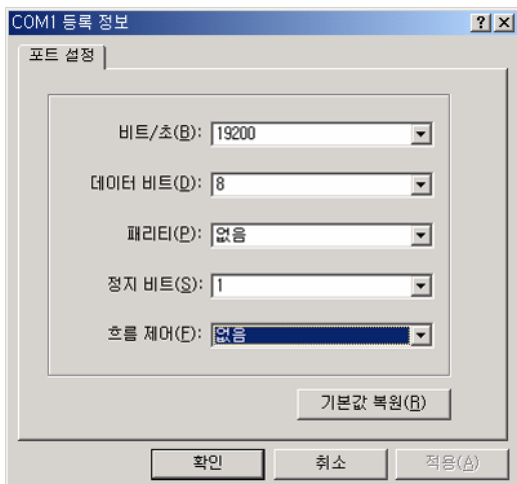 COM1 등록 정보
포트 설정
비트/초(B): 19200
데이터 비트(D): 8
패리티(P): 없음
정지 비트(S): 1
흐름 제어(F): 없음
기본값 복원(R)
확인 취소 적용(A)